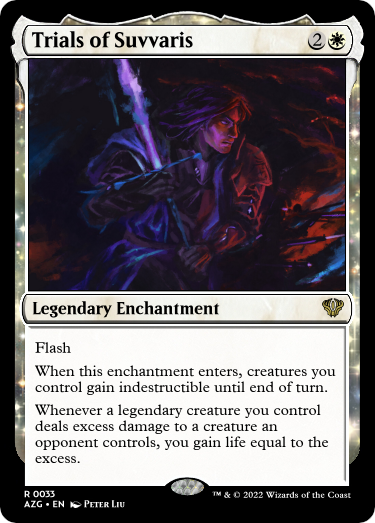 Trials of Suvvaris 2
Legendary Enchantment
Flash
When this enchantment enters, creatures you
control gain indestructible until end of turn.
Whenever a legendary creature you control
deals excess damage to a creature an
opponent controls, you gain life equal to the
excess.
R 0033
AZG • EN Peter Liu
™ & © 2022 Wizards of the Coast